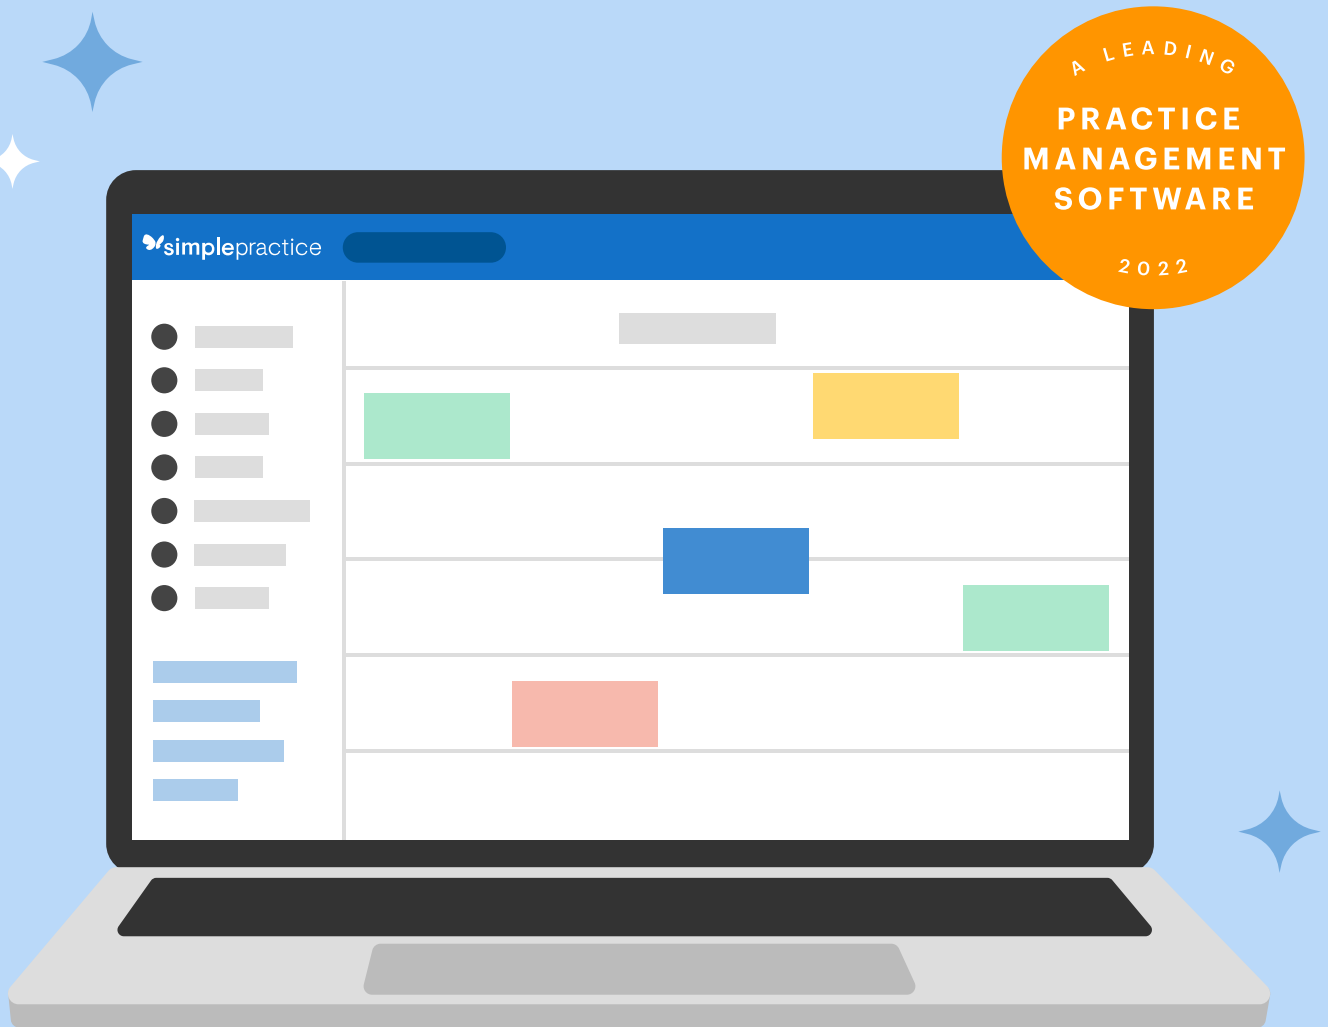 A LEADING
PRACTICE
MANAGEMENT
SOFTWARE
2022
simplepractice